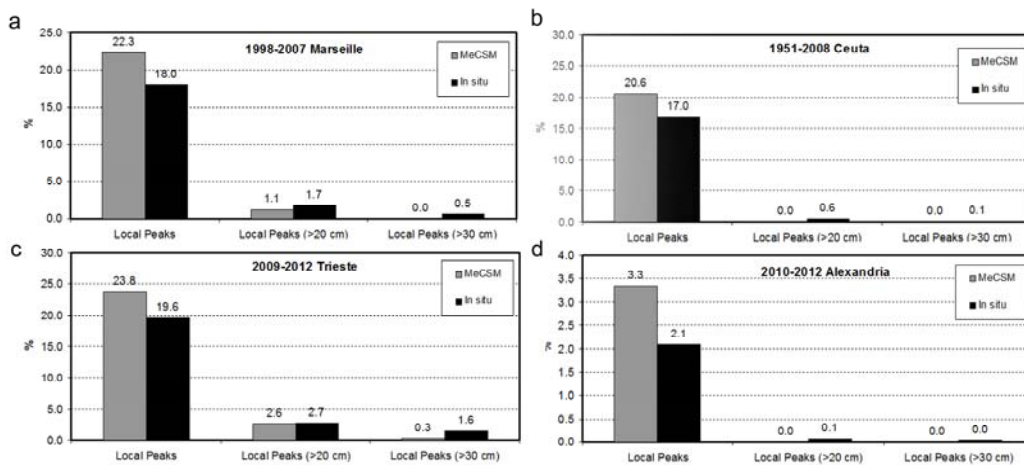 a
25.0
20.0
15.0
10.0
5.0
0.0
%
1998-2007 Marseille
MeCSM
In situ
22.3
18.0
1.1
1.7
0.0
0.5
Local Peaks
Local Peaks (>20 cm)
Local Peaks (>30 cm)
b
30.0
25.0
20.0
15.0
10.0
5.0
0.0
%
1951-2008 Ceuta
MeCSM
In situ
20.6
17.0
0.0
0.6
0.0
0.1
Local Peaks
Local Peaks (>20 cm)
Local Peaks (>30 cm)
c
30.0
25.0
20.0
15.0
10.0
5.0
0.0
%
2009-2012 Trieste
MeCSM
In situ
23.8
19.6
2.6
2.7
0.3
1.6
Local Peaks
Local Peaks (>20 cm)
Local Peaks (>30 cm)
d
4.0
3.5
3.0
2.5
2.0
1.5
1.0
0.5
0.0
%
2010-2012 Alexandria
MeCSM
In situ
3.3
2.1
0.0
0.1
0.0
0.0
Local Peaks
Local Peaks (>20 cm)
Local Peaks (>30 cm)